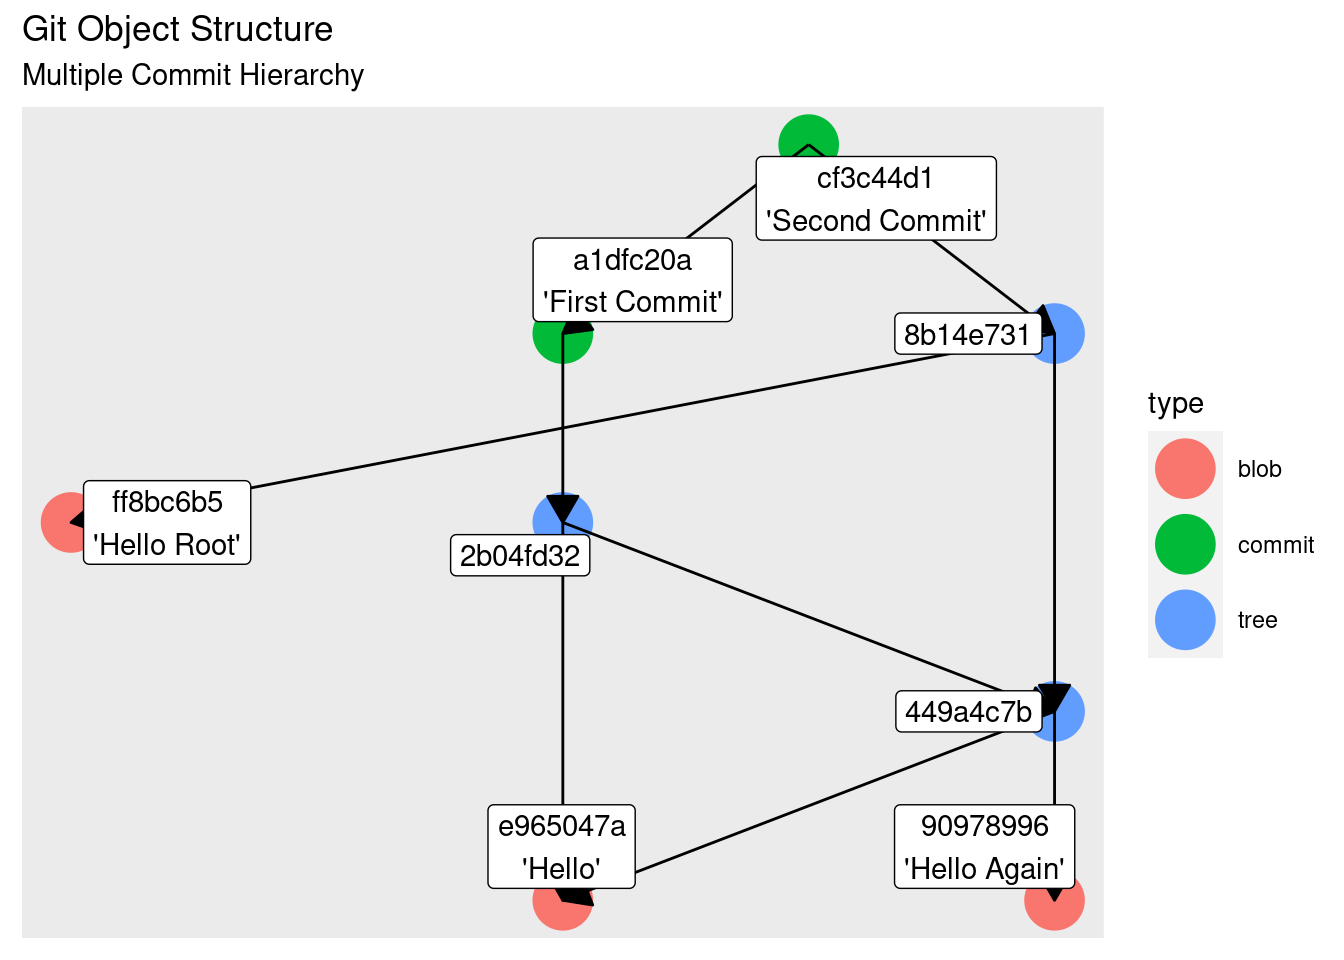 Git Object Structure
Multiple Commit Hierarchy
cf3c44d1
'Second Commit'
a1dfc20a
'First Commit'
8b14e731
ff8bc6b5
'Hello Root'
2b04fd32
449a4c7b
e965047a
'Hello'
90978996
'Hello Again'
type
blob
commit
tree